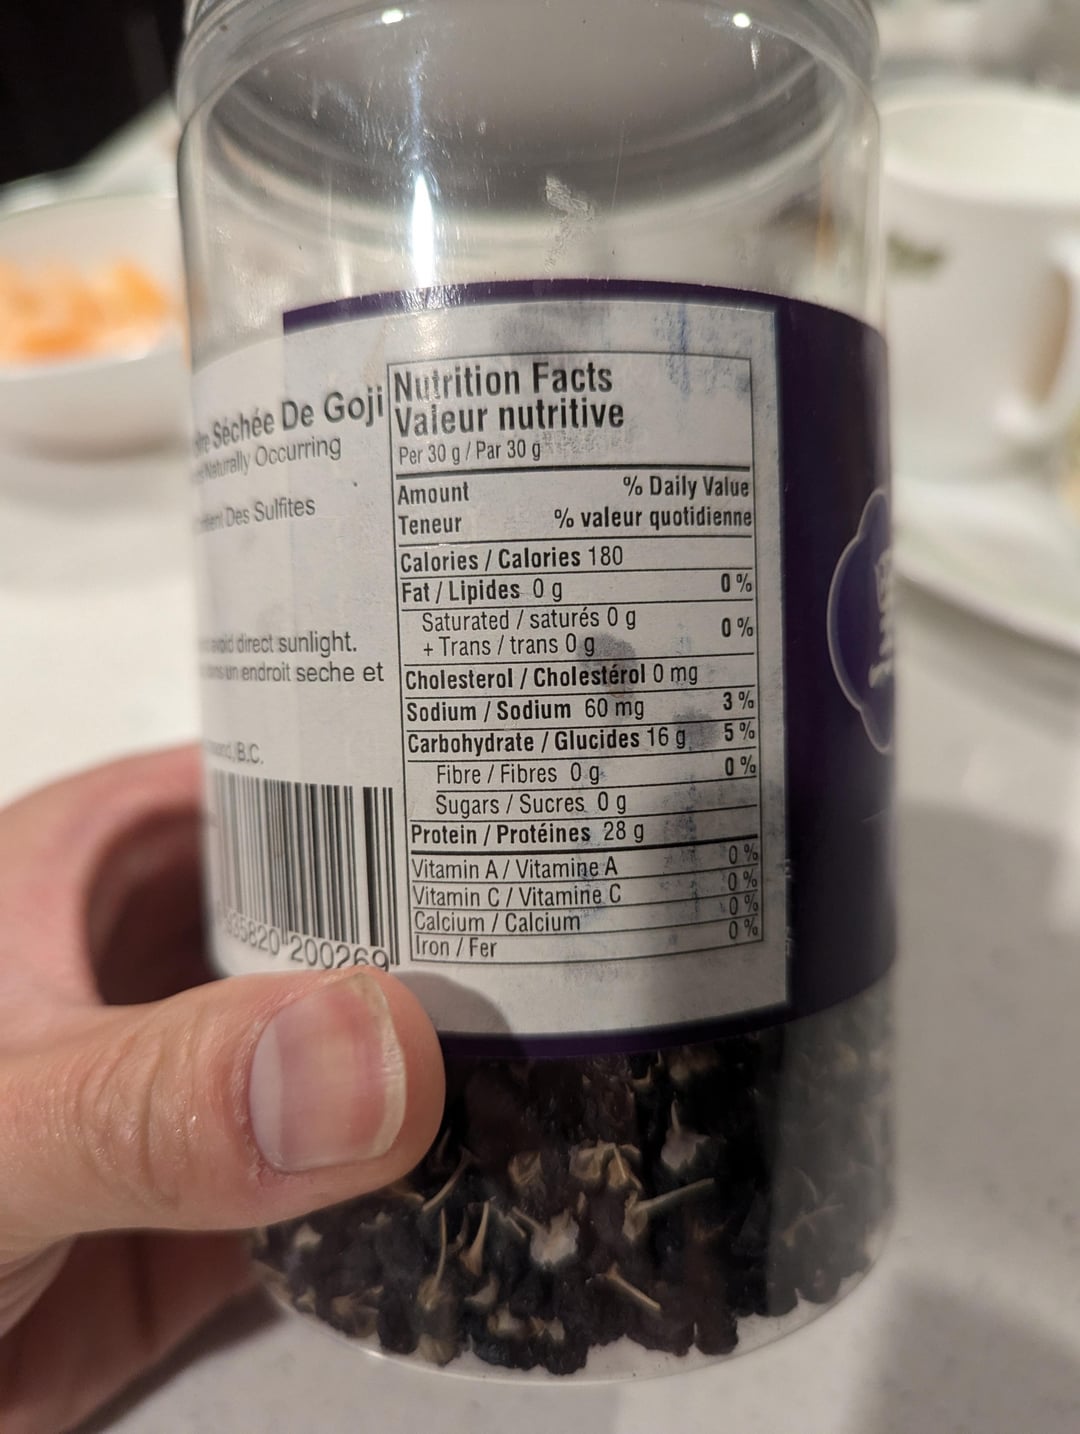 Séchée De Goji
Naturally Occurring
Des Sulfites
avoid direct sunlight.
un endroit seche et
B.C.
35820 200269
Nutrition Facts
Valeur nutritive
Per 30 g / Par 30 g
Amount % Daily Value
Teneur % valeur quotidienne
Calories / Calories 180
Fat / Lipides 0 g 0 %
Saturated / saturés 0 g
+ Trans / trans 0 g 0 %
Cholesterol / Cholestérol 0 mg
Sodium / Sodium 60 mg 3 %
Carbohydrate / Glucides 16 g 5 %
Fibre / Fibres 0 g 0 %
Sugars / Sucres 0 g
Protein / Protéines 28 g
Vitamin A / Vitamine A 0 %
Vitamin C / Vitamine C 0 %
Calcium / Calcium 0 %
Iron / Fer 0 %